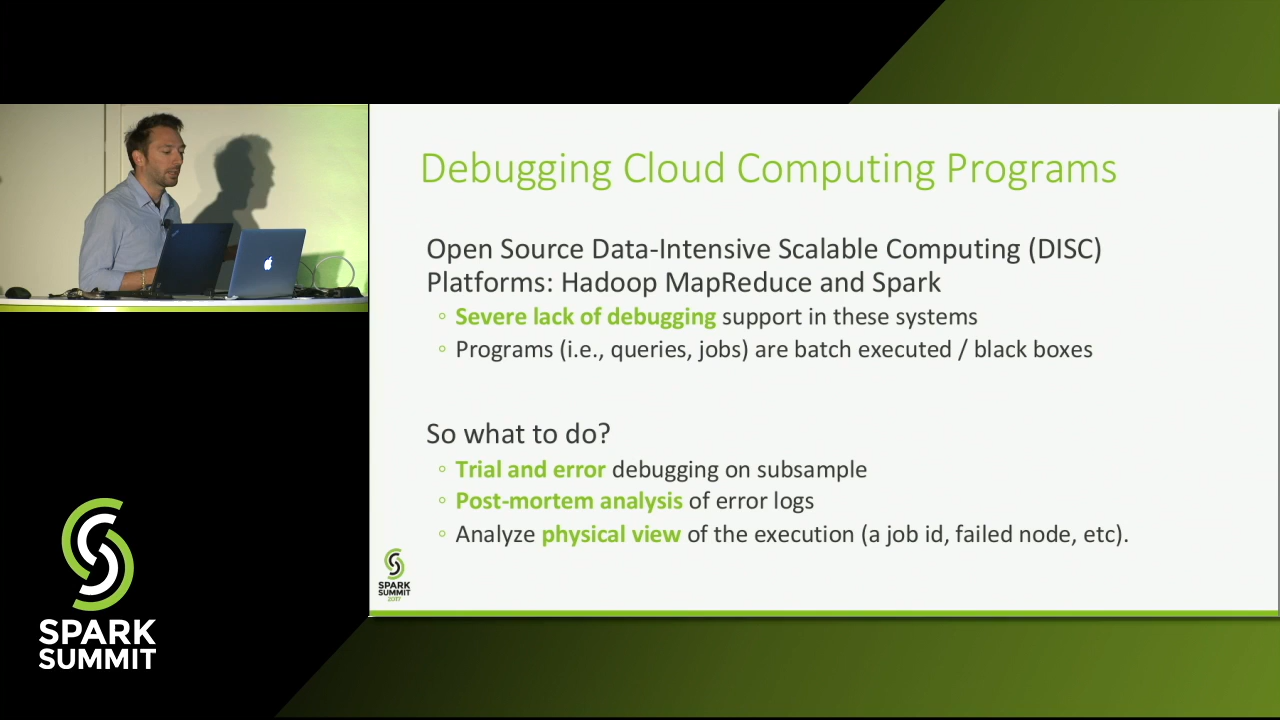 Debugging Cloud Computing Programs
Open Source Data-Intensive Scalable Computing (DISC)
Platforms: Hadoop MapReduce and Spark
◦ Severe lack of debugging support in these systems
◦ Programs (i.e., queries, jobs) are batch executed / black boxes
So what to do?
◦ Trial and error debugging on subsample
◦ Post-mortem analysis of error logs
◦ Analyze physical view of the execution (a job id, failed node, etc).
SPARK
SUMMIT
2017
SPARK
SUMMIT